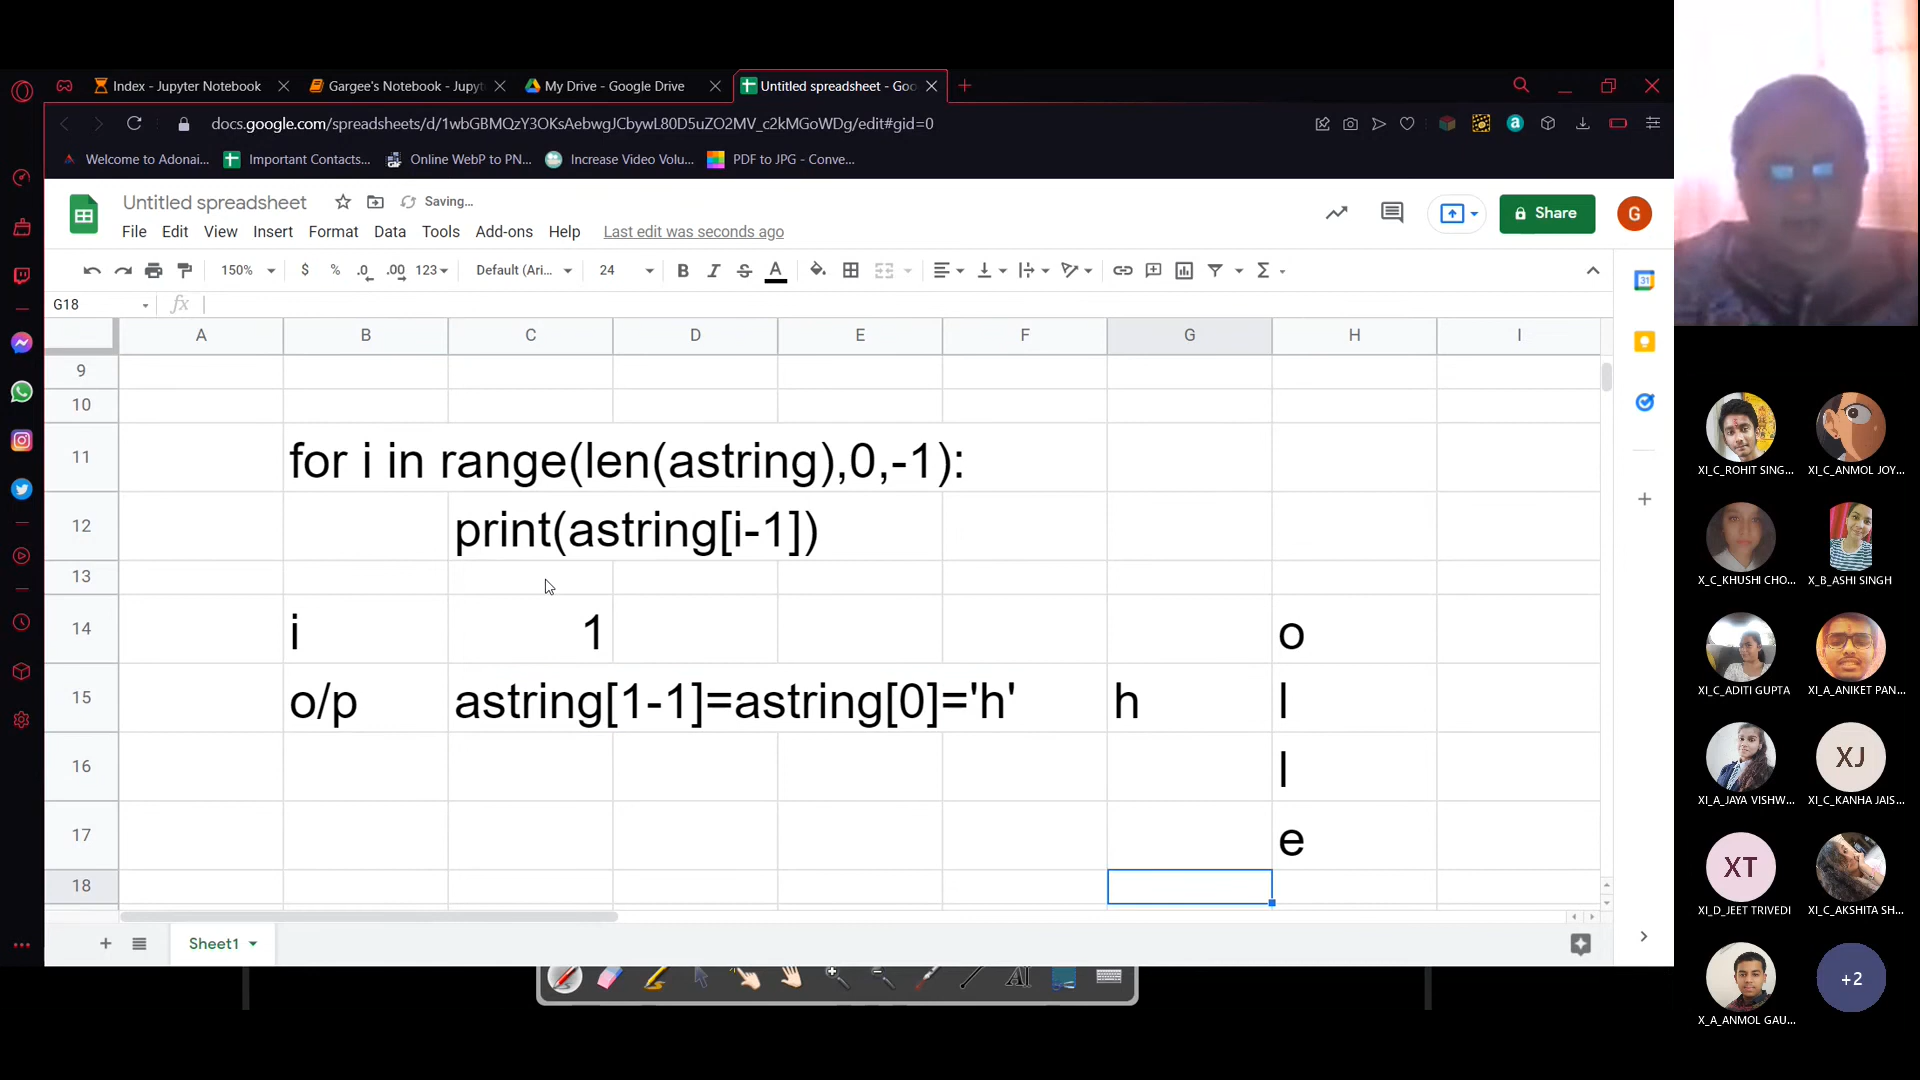 Index - Jupyter Notebook
Gargee's Notebook - Jupyt
My Drive - Google Drive
Untitled spreadsheet - Goo
docs.google.com/spreadsheets/d/1wbGBMQzY3OKsAebwgJCbywL80D5uZO2MV_c2kMGoWDg/edit#gid=0
Welcome to Adonai...
Important Contacts...
Online WebP to PN...
Increase Video Volu...
PDF to JPG - Conve...
Untitled spreadsheet
Saving...
File Edit View Insert Format Data Tools Add-ons Help Last edit was seconds ago
Share
G
150% $ % .0 .00 123 Default (Ari... 24 B I S A
G18 fx
A B C D E F G H I
9
10
11 for i in range(len(astring),0,-1):
12 print(astring[i-1])
13
14 i 1 o
15 o/p astring[1-1]=astring[0]='h' h l
16 l
17 e
18
Sheet1
31
XI_C_ROHIT SING...
XI_C_ANMOL JOY...
X_C_KHUSHI CHO...
X_B_ASHI SINGH
XI_C_ADITI GUPTA
XI_A_ANIKET PAN...
XI_A_JAYA VISHW...
XJ
XI_C_KANHA JAIS...
XT
XI_D_JEET TRIVEDI
XI_C_AKSHITA SH...
X_A_ANMOL GAU...
+2